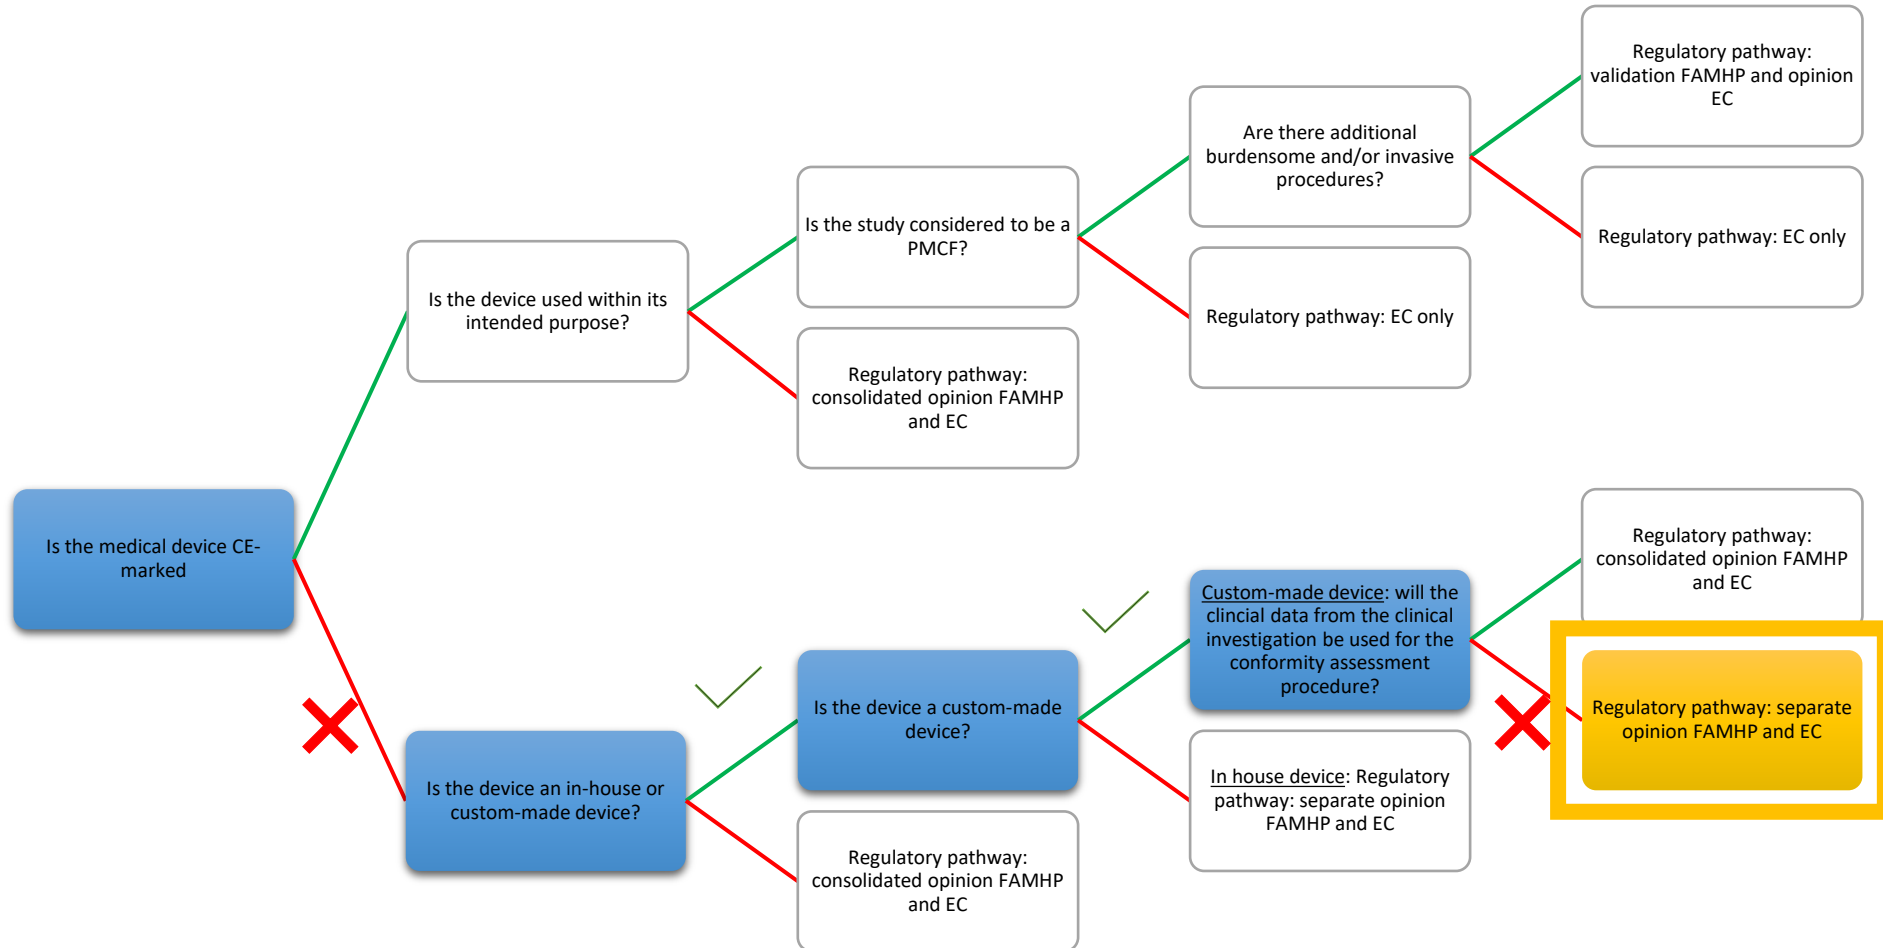 Regulatory pathway:
validation FAMHP and opinion
EC
Are there additional
burdensome and/or invasive
procedures?
Is the study considered to be a
PMCF?
Regulatory pathway: EC only
Is the device used within its
intended purpose?
Regulatory pathway: EC only
Regulatory pathway:
consolidated opinion FAMHP
and EC
Is the medical device CE-
marked
Regulatory pathway:
consolidated opinion FAMHP
and EC
Custom-made device: will the
clincial data from the clinical
investigation be used for the
conformity assessment
procedure?
Is the device a custom-made
device?
Regulatory pathway: separate
opinion FAMHP and EC
Is the device an in-house or
custom-made device?
In house device: Regulatory
pathway: separate opinion
FAMHP and EC
Regulatory pathway:
consolidated opinion FAMHP
and EC